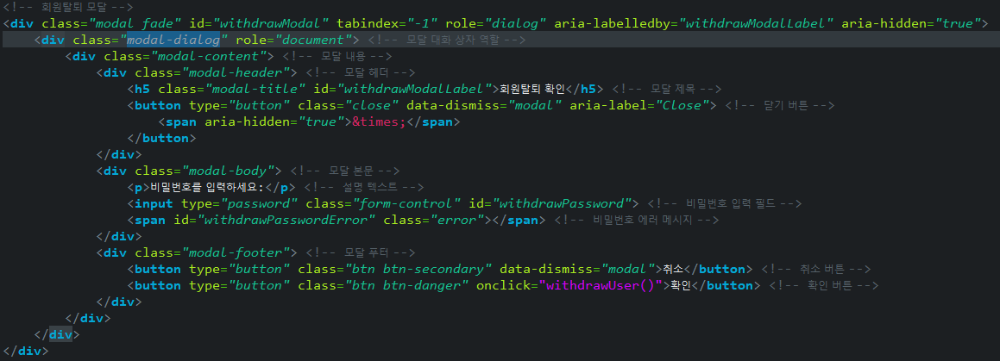 <!-- 회원탈퇴 모달 -->
<div class="modal fade" id="withdrawModal" tabindex="-1" role="dialog" aria-labelledby="withdrawModalLabel" aria-hidden="true">
    <div class="modal-dialog" role="document"> <!-- 모달 대화 상자 역할 -->
        <div class="modal-content"> <!-- 모달 내용 -->
            <div class="modal-header"> <!-- 모달 헤더 -->
                <h5 class="modal-title" id="withdrawModalLabel">회원탈퇴 확인</h5> <!-- 모달 제목 -->
                <button type="button" class="close" data-dismiss="modal" aria-label="Close"> <!-- 닫기 버튼 -->
                    <span aria-hidden="true">&times;</span>
                </button>
            </div>
            <div class="modal-body"> <!-- 모달 본문 -->
                <p>비밀번호를 입력하세요:</p> <!-- 설명 텍스트 -->
                <input type="password" class="form-control" id="withdrawPassword"> <!-- 비밀번호 입력 필드 -->
                <span id="withdrawPasswordError" class="error"></span> <!-- 비밀번호 에러 메시지 -->
            </div>
            <div class="modal-footer"> <!-- 모달 푸터 -->
                <button type="button" class="btn btn-secondary" data-dismiss="modal">취소</button> <!-- 취소 버튼 -->
                <button type="button" class="btn btn-danger" onclick="withdrawUser()">확인</button> <!-- 확인 버튼 -->
            </div>
        </div>
    </div>
</div>